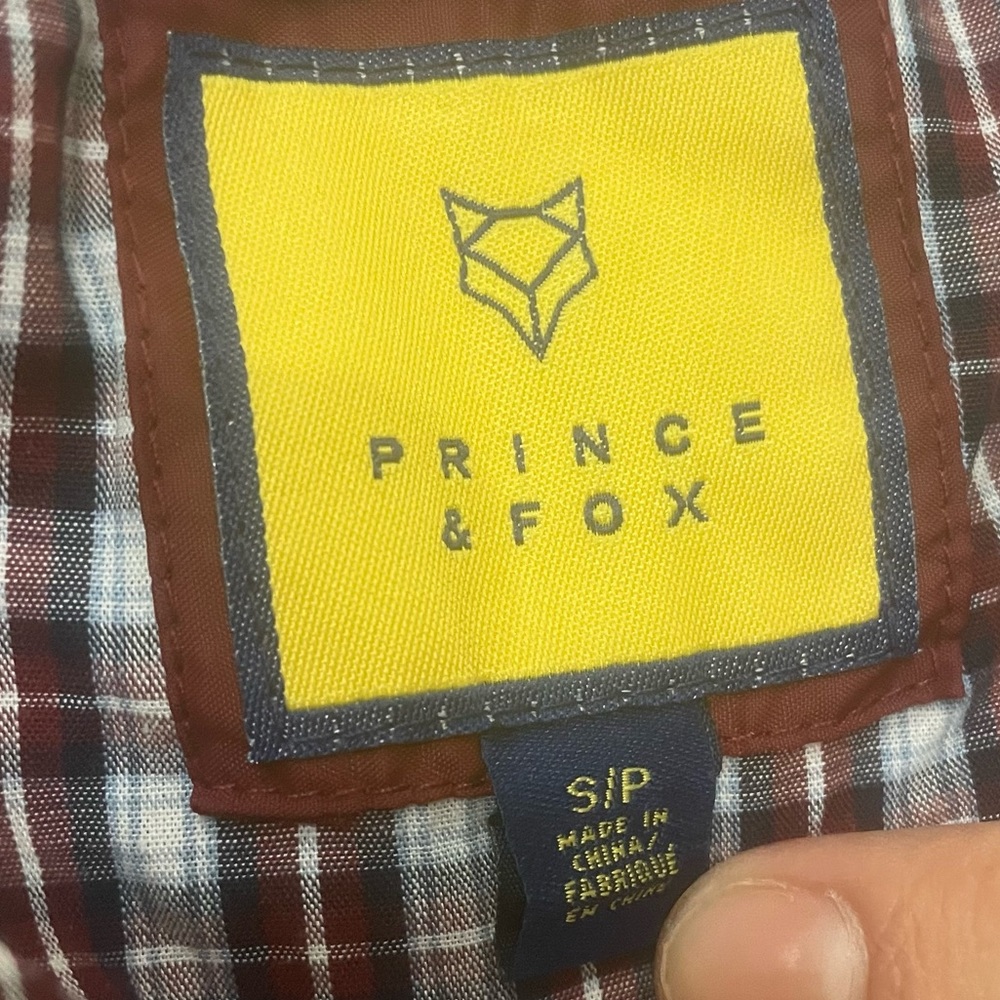 PRINCE
& FOX
S/P
MADE IN
CHINA/
FABRIQUÉ
EN CHINE